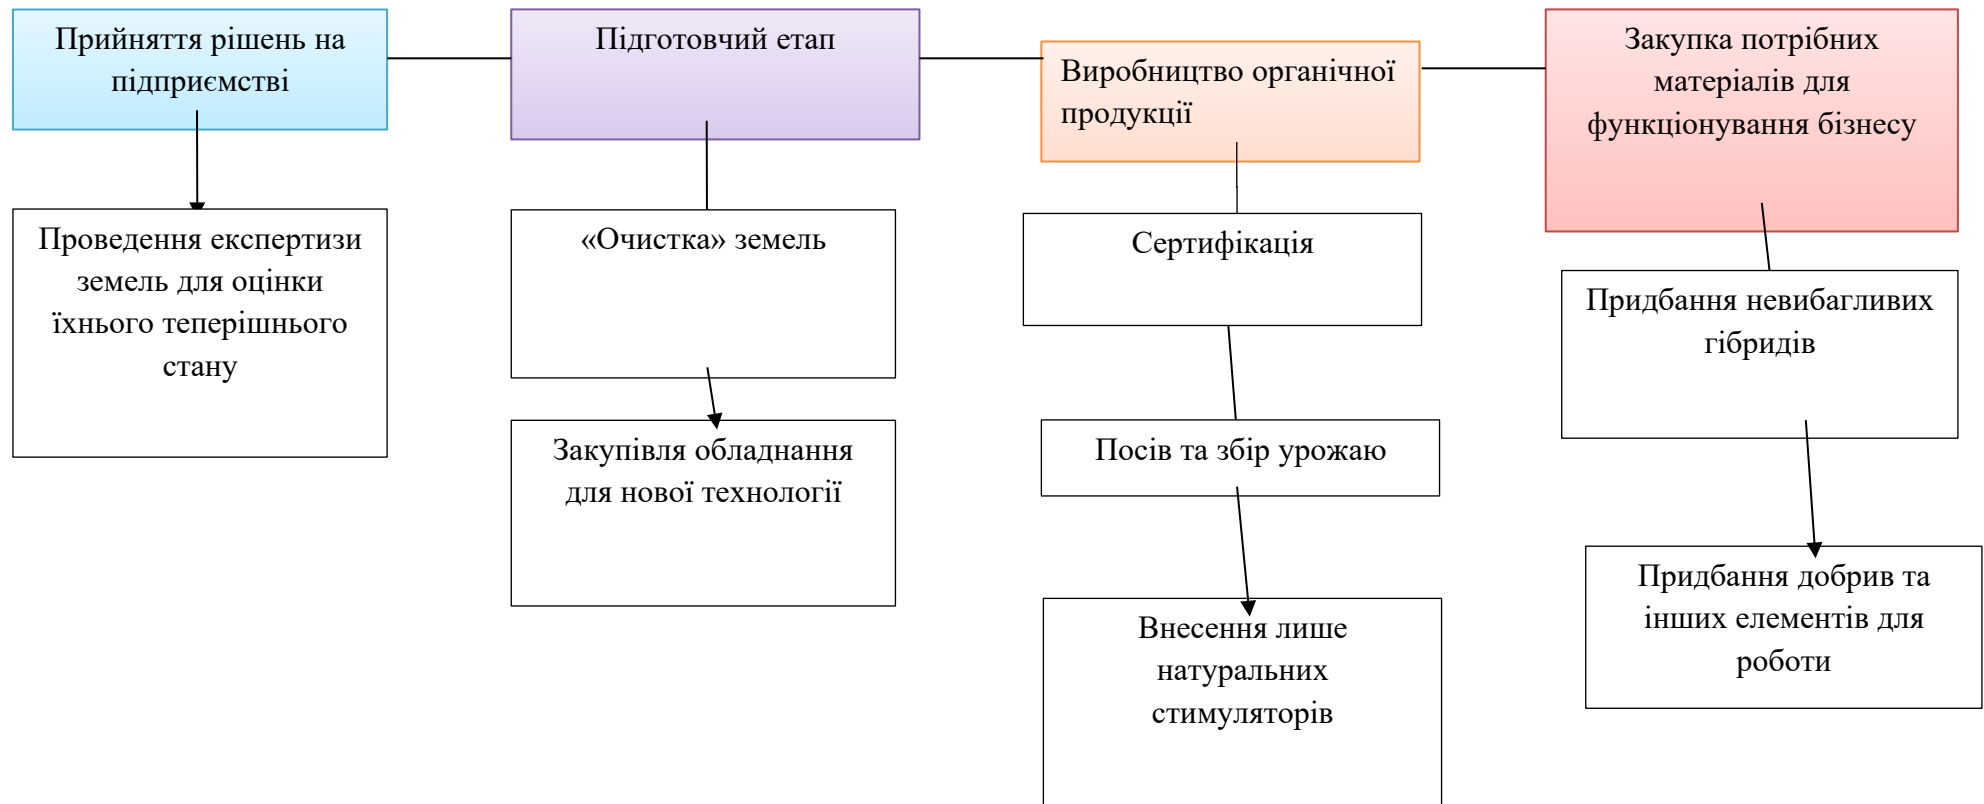 Прийняття рішень на
підприємстві
Підготовчий етап
Виробництво органічної
продукції
Закупка потрібних
матеріалів для
функціонування бізнесу
Проведення експертизи
земель для оцінки
їхнього теперішнього
стану
«Очистка» земель
Закупівля обладнання
для нової технології
Сертифікація
Посів та збір урожаю
Внесення лише
натуральних
стимуляторів
Придбання невибагливих
гібридів
Придбання добрив та
інших елементів для
роботи